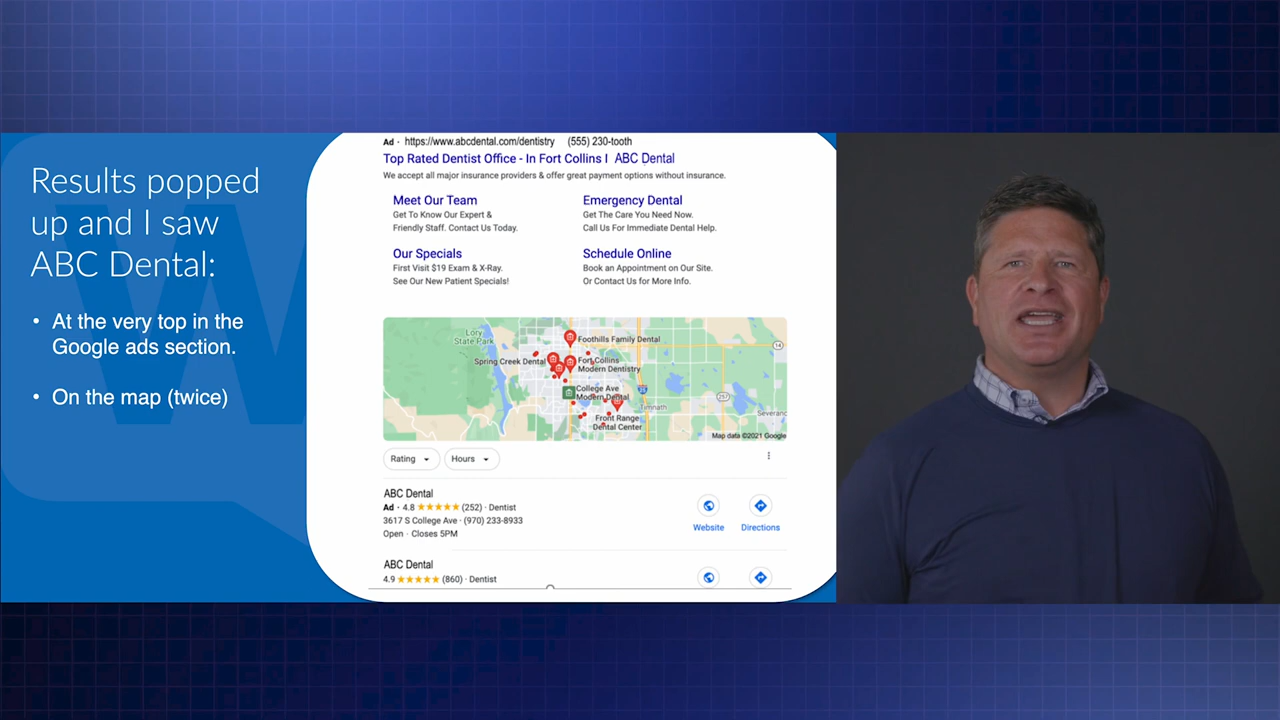 Results popped
up and I saw
ABC Dental:
• At the very top in the
Google ads section.
• On the map (twice)
Ad · https://www.abcdental.com/dentistry (555) 230-tooth
Top Rated Dentist Office - In Fort Collins I ABC Dental
We accept all major insurance providers & offer great payment options without insurance.
Meet Our Team
Get To Know Our Expert &
Friendly Staff. Contact Us Today.
Emergency Dental
Get The Care You Need Now.
Call Us For Immediate Dental Help.
Our Specials
First Visit $19 Exam & X-Ray.
See Our New Patient Specials!
Schedule Online
Book an Appointment on Our Site.
Or Contact Us for More Info.
Lory
State Park
Foothills Family Dental
14
Spring Creek Dental
Fort Collins
Modern Dentistry
College Ave
Modern Dental
25
257
Timnath
Severanc
Front Range
Dental Center
Map data ©2021 Google
Rating
Hours
ABC Dental
Ad · 4.8 ★★★★★ (252) · Dentist
3617 S College Ave · (970) 233-8933
Open · Closes 5PM
Website
Directions
ABC Dental
4.9 ★★★★★ (860) · Dentist